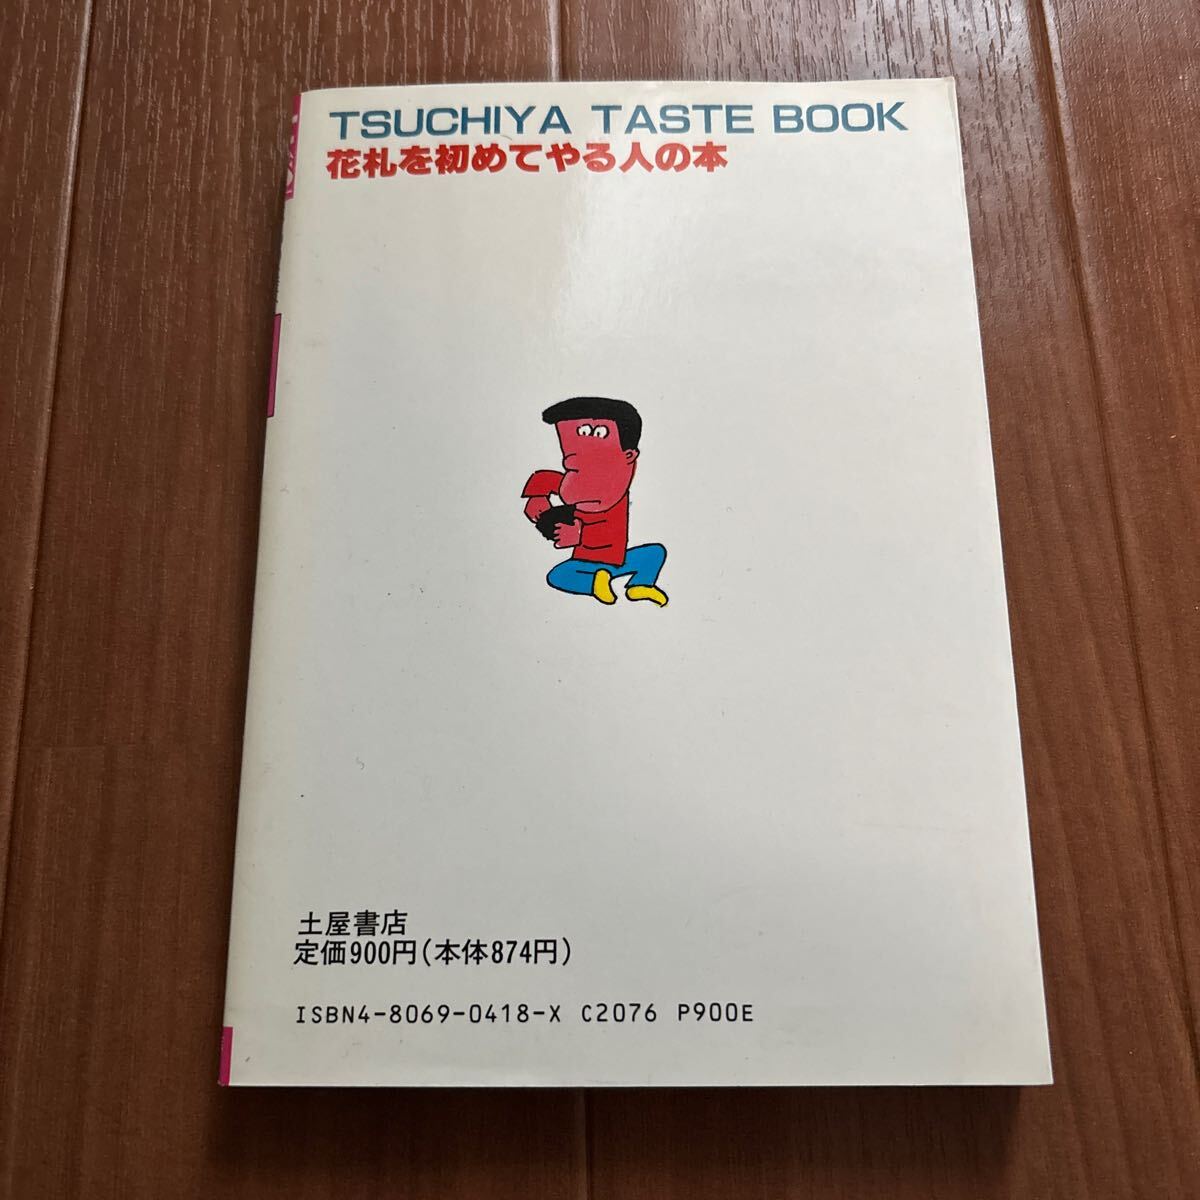 TSUCHIYA TASTE BOOK
花札を初めてやる人の本
土屋書店
定価900円(本体874円)
ISBN4-8069-0418-X C2076 P900E